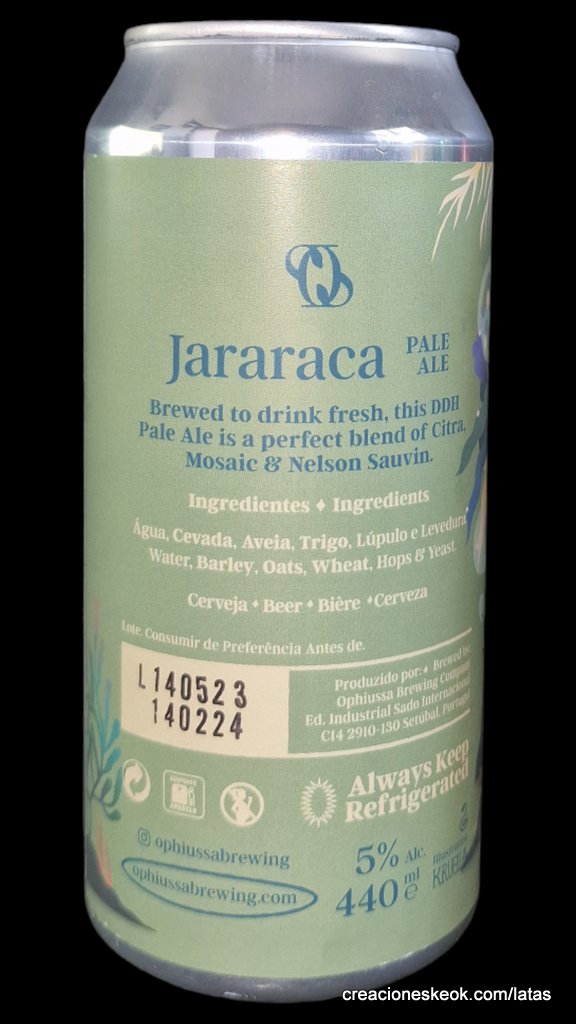 Jararaca PALE
ALE
Brewed to drink fresh, this DDH
Pale Ale is a perfect blend of Citra,
Mosaic & Nelson Sauvin.
Ingredientes ♦ Ingredients
Água, Cevada, Aveia, Trigo, Lúpulo e Levedura.
Water, Barley, Oats, Wheat, Hops & Yeast.
Cerveja ♦ Beer ♦ Bière ♦ Cerveza
Lote. Consumir de Preferência Antes de.
L140523
140224
Produzido por: ♦ Brewed by:
Ophiussa Brewing Company
Ed. Industrial Sado Internacional
C14 2910-130 Setúbal, Portugal
Always Keep
Refrigerated
ophiussabrewing
ophiussabrewing.com
5% Alc.
440 ml e
creacioneskeok.com/latas